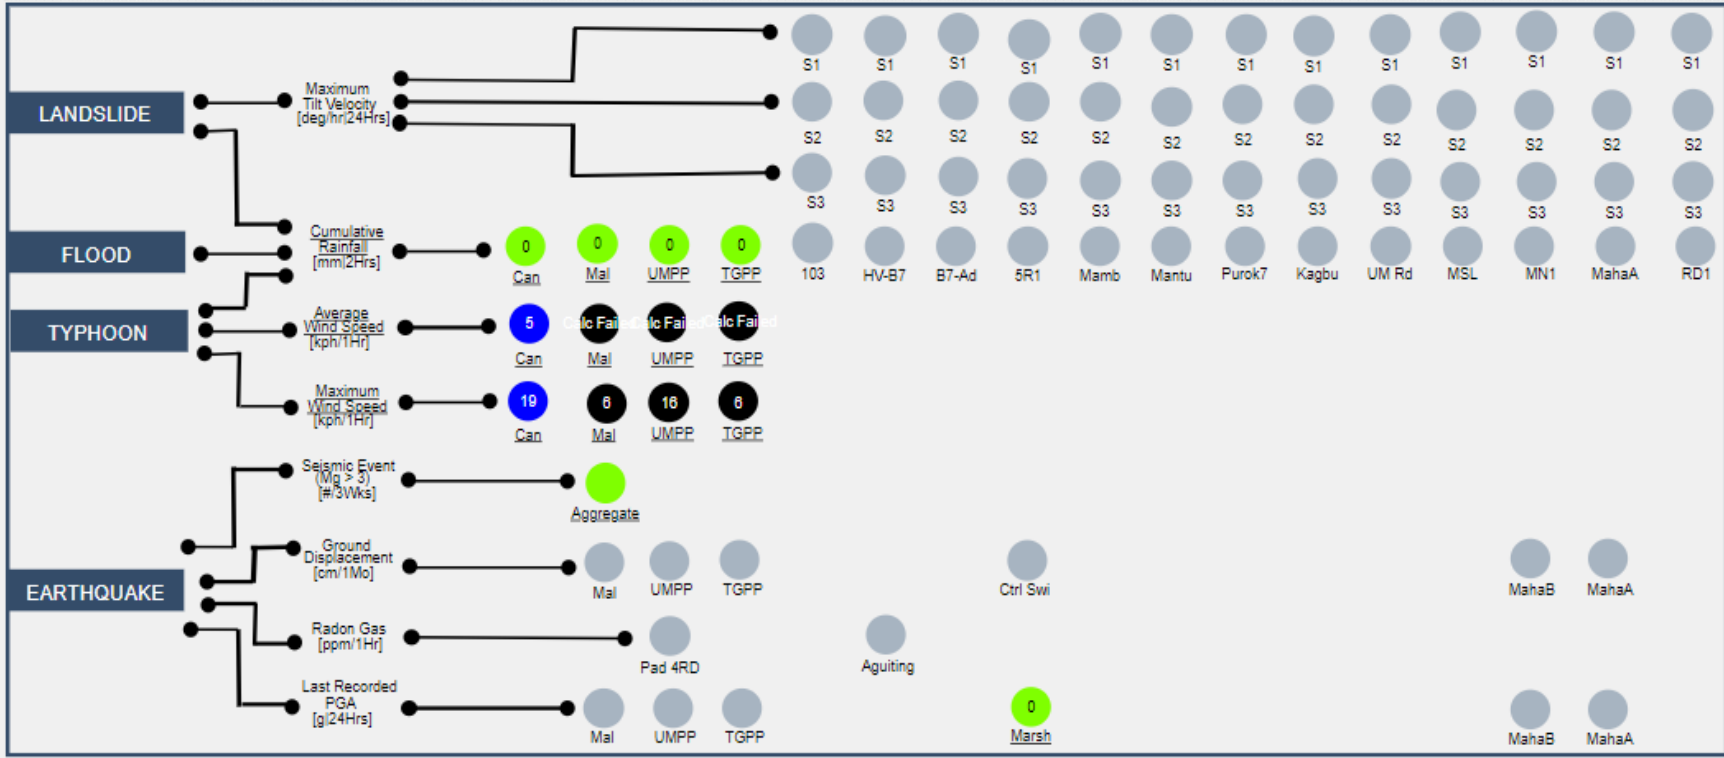 S1 S1 S1 S1 S1 S1 S1 S1 S1 S1 S1 S1 S1
LANDSLIDE
Maximum
Tilt Velocity
[deg/hr|24Hrs]
S2 S2 S2 S2 S2 S2 S2 S2 S2 S2 S2 S2 S2
S3 S3 S3 S3 S3 S3 S3 S3 S3 S3 S3 S3 S3
FLOOD
Cumulative
Rainfall
[mm|2Hrs]
0 0 0 0
Can Mal UMPP TGPP 103 HV-B7 B7-Ad 5R1 Mamb Mantu Purok7 Kagbu UM Rd MSL MN1 MahaA RD1
TYPHOON
Average
Wind Speed
[kph/1Hr]
5 Calc Failed Calc Failed Calc Failed
Can Mal UMPP TGPP
Maximum
Wind Speed
[kph/1Hr]
19 6 16 6
Can Mal UMPP TGPP
Seismic Event
(Mg > 3)
[#/3Wks]
Aggregate
EARTHQUAKE
Ground
Displacement
[cm/1Mo]
Mal UMPP TGPP Ctrl Swi MahaB MahaA
Radon Gas
[ppm/1Hr]
Pad 4RD Aguiting
Last Recorded
PGA
[g|24Hrs]
0
Mal UMPP TGPP Marsh MahaB MahaA